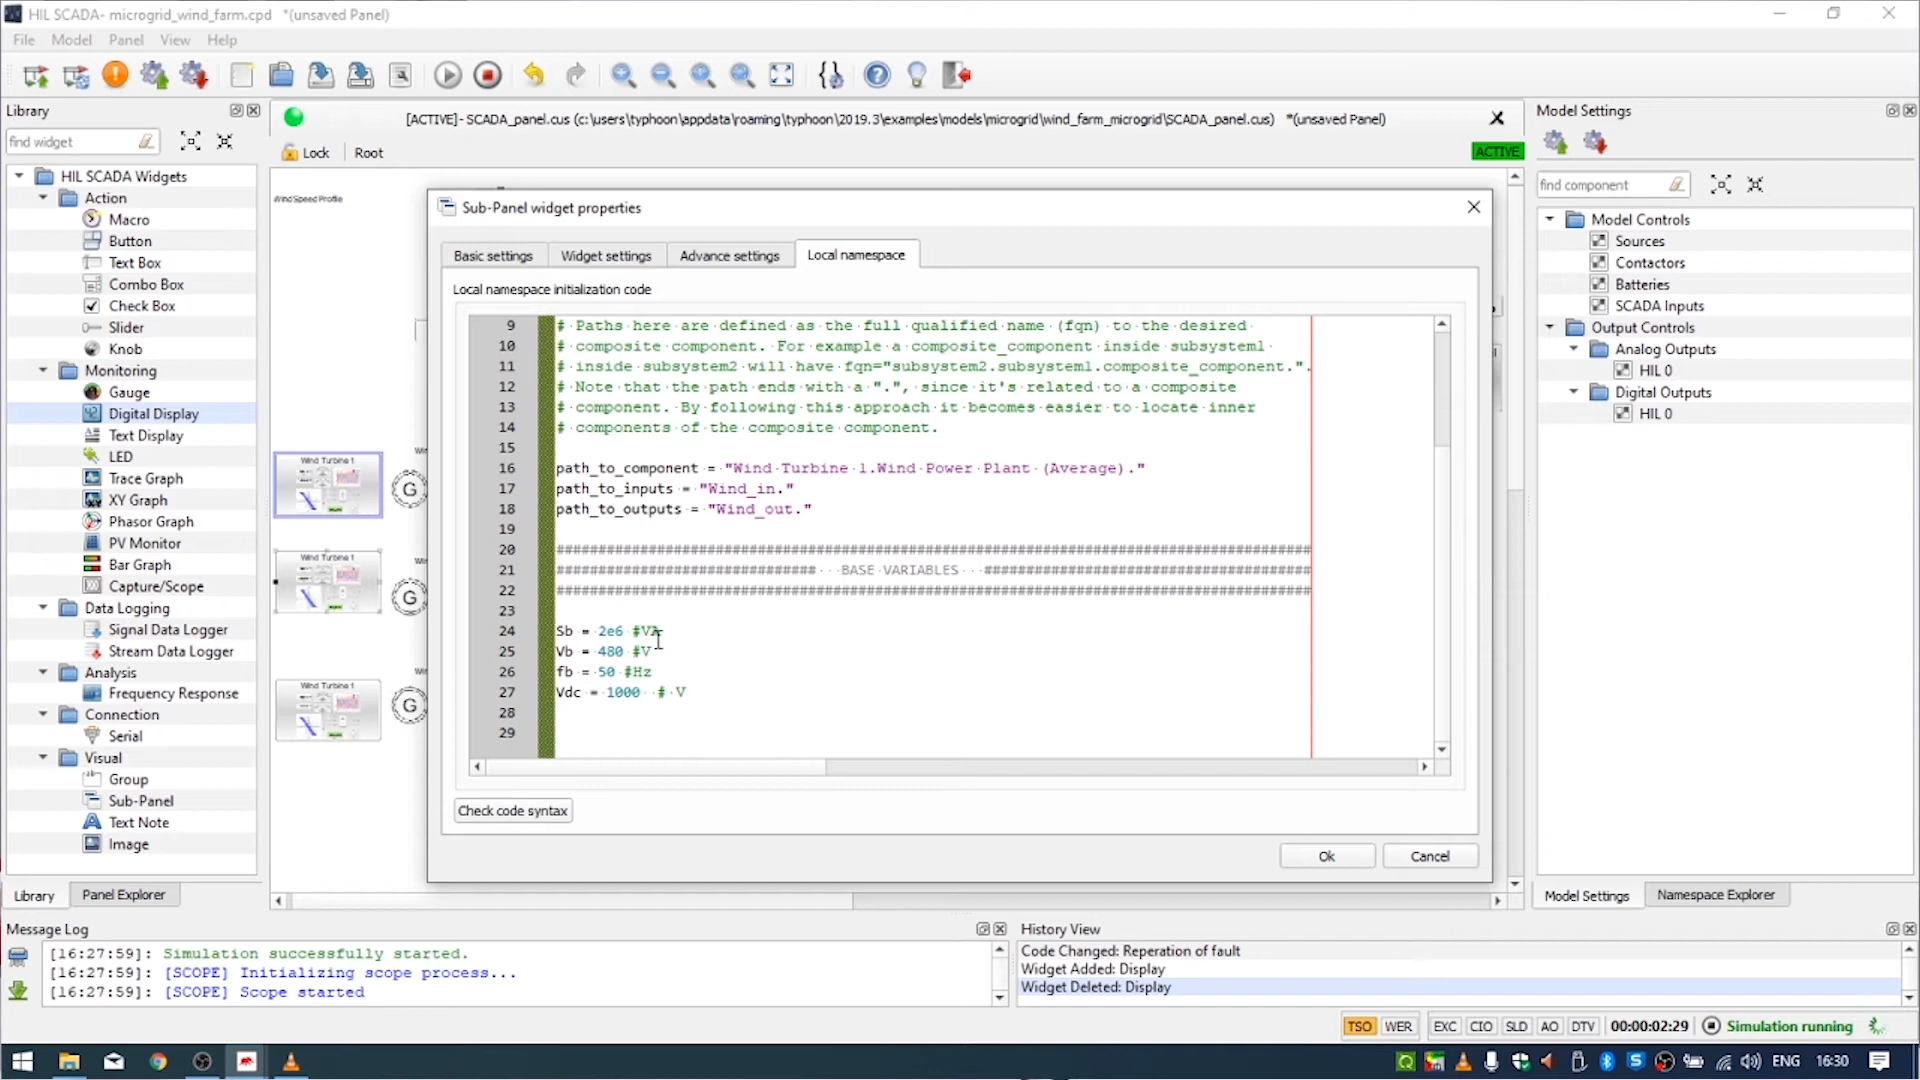 HIL SCADA- microgrid_wind_farm.cpd *(unsaved Panel)
File Model Panel View Help
Library
find widget
HIL SCADA Widgets
Action
Macro
Button
Text Box
Combo Box
Check Box
Slider
Knob
Monitoring
Gauge
Digital Display
Text Display
LED
Trace Graph
XY Graph
Phasor Graph
PV Monitor
Bar Graph
Capture/Scope
Data Logging
Signal Data Logger
Stream Data Logger
Analysis
Frequency Response
Connection
Serial
Visual
Group
Sub-Panel
Text Note
Image
Library Panel Explorer
[ACTIVE]- SCADA_panel.cus (c:\users\typhoon\appdata\roaming\typhoon\2019.3\examples\models\microgrid\wind_farm_microgrid\SCADA_panel.cus) *(unsaved Panel)
Lock Root
ACTIVE
Wind Speed Profile
Wind Turbine 1
G
Wind Turbine 1
G
Wind Turbine 1
G
Sub-Panel widget properties
Basic settings Widget settings Advance settings Local namespace
Local namespace initialization code
9 # Paths here are defined as the full qualified name (fqn) to the desired
10 # composite component. For example a composite_component inside subsystem1
11 # inside subsystem2 will have fqn="subsystem2.subsystem1.composite_component.".
12 # Note that the path ends with a ".", since it's related to a composite
13 # component. By following this approach it becomes easier to locate inner
14 # components of the composite component.
15
16 path_to_component = "Wind Turbine 1.Wind Power Plant (Average)."
17 path_to_inputs = "Wind_in."
18 path_to_outputs = "Wind_out."
19
20 ##########################################################################################
21 ############################### BASE VARIABLES #######################################
22 ##########################################################################################
23
24 Sb = 2e6 #VA
25 Vb = 480 #V
26 fb = 50 #Hz
27 Vdc = 1000 # V
28
29
Check code syntax
Ok Cancel
Model Settings
find component
Model Controls
Sources
Contactors
Batteries
SCADA Inputs
Output Controls
Analog Outputs
HIL 0
Digital Outputs
HIL 0
Model Settings Namespace Explorer
Message Log
[16:27:59]: Simulation successfully started.
[16:27:59]: [SCOPE] Initializing scope process...
[16:27:59]: [SCOPE] Scope started
History View
Code Changed: Reperation of fault
Widget Added: Display
Widget Deleted: Display
TSO WER EXC CIO SLD AO DTV 00:00:02:29 Simulation running
ENG 16:30